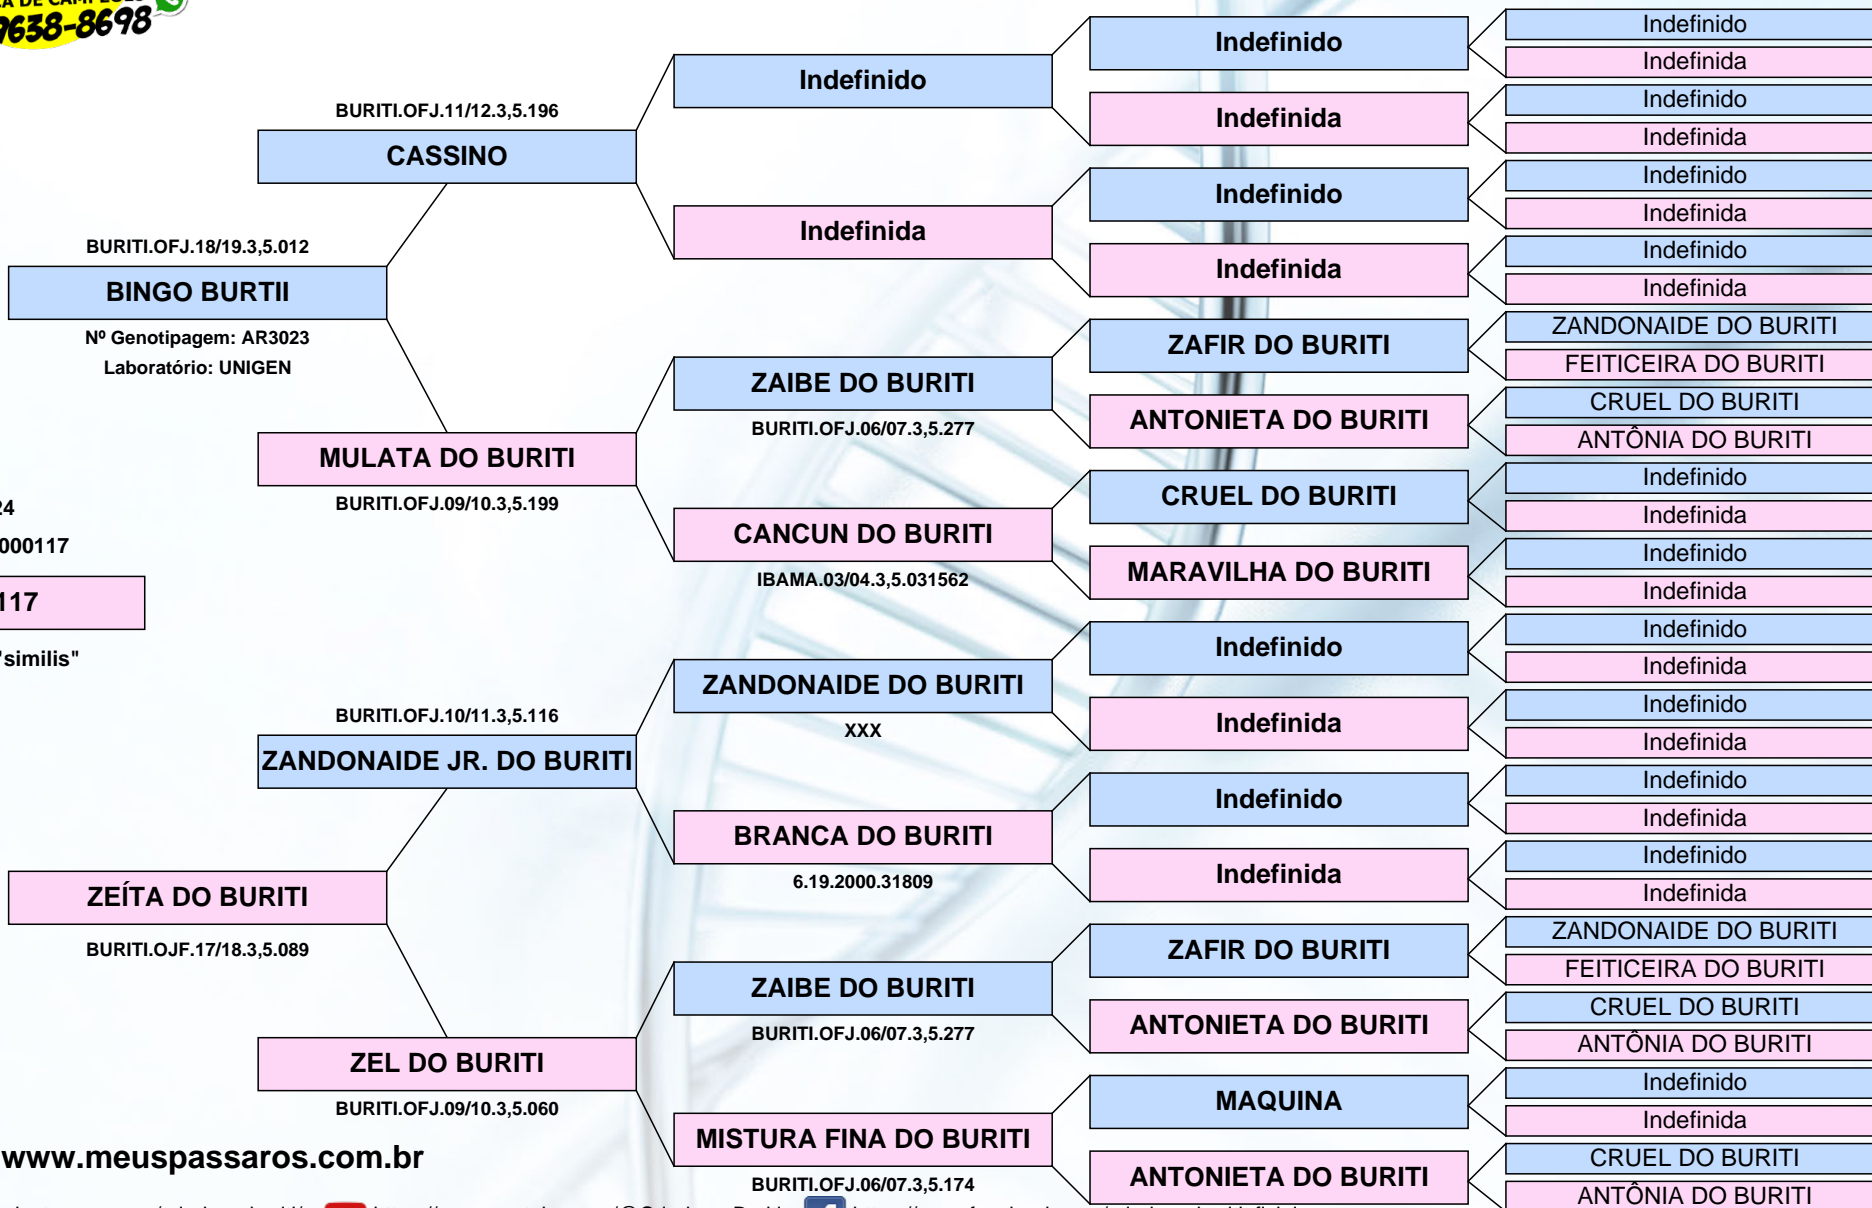 9638-8698
BURITI.OFJ.11/12.3,5.196
CASSINO
BURITI.OFJ.18/19.3,5.012
BINGO BURTII
Nº Genotipagem: AR3023
Laboratório: UNIGEN
MULATA DO BURITI
BURITI.OFJ.09/10.3,5.199
24
000117
117
"similis"
BURITI.OFJ.10/11.3,5.116
ZANDONAIDE JR. DO BURITI
ZEÍTA DO BURITI
BURITI.OJF.17/18.3,5.089
ZEL DO BURITI
BURITI.OFJ.09/10.3,5.060
www.meuspassaros.com.br
Indefinido
Indefinida
ZAIBE DO BURITI
BURITI.OFJ.06/07.3,5.277
CANCUN DO BURITI
IBAMA.03/04.3,5.031562
ZANDONAIDE DO BURITI
XXX
BRANCA DO BURITI
6.19.2000.31809
ZAIBE DO BURITI
BURITI.OFJ.06/07.3,5.277
MISTURA FINA DO BURITI
BURITI.OFJ.06/07.3,5.174
Indefinido
Indefinida
Indefinido
Indefinida
ZAFIR DO BURITI
ANTONIETA DO BURITI
CRUEL DO BURITI
MARAVILHA DO BURITI
Indefinido
Indefinida
Indefinido
Indefinida
ZAFIR DO BURITI
ANTONIETA DO BURITI
MAQUINA
ANTONIETA DO BURITI
Indefinido
Indefinida
Indefinido
Indefinida
Indefinido
Indefinida
Indefinido
Indefinida
ZANDONAIDE DO BURITI
FEITICEIRA DO BURITI
CRUEL DO BURITI
ANTÔNIA DO BURITI
Indefinido
Indefinida
Indefinido
Indefinida
Indefinido
Indefinida
Indefinido
Indefinida
Indefinido
Indefinida
Indefinido
Indefinida
ZANDONAIDE DO BURITI
FEITICEIRA DO BURITI
CRUEL DO BURITI
ANTÔNIA DO BURITI
Indefinido
Indefinida
CRUEL DO BURITI
ANTÔNIA DO BURITI